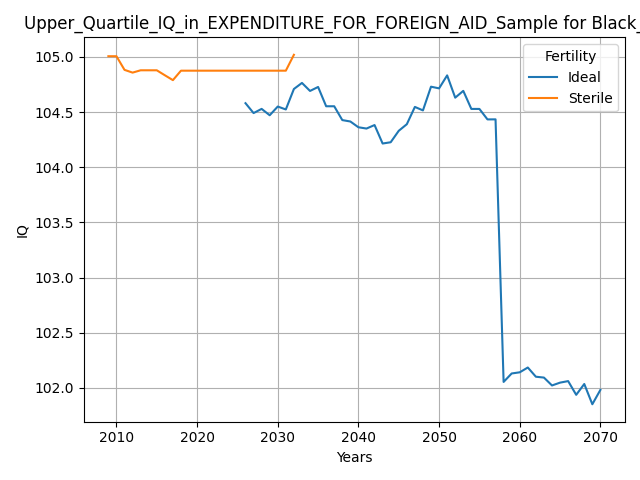 Upper_Quartile_IQ_in_EXPENDITURE_FOR_FOREIGN_AID_Sample for Black_
105.0
104.5
104.0
103.5
103.0
102.5
102.0
IQ
Fertility
Ideal
Sterile
2010 2020 2030 2040 2050 2060 2070
Years